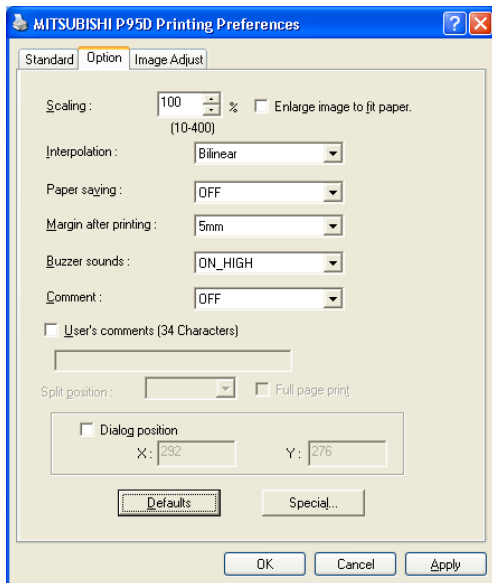 MITSUBISHI P95D Printing Preferences
Standard Option Image Adjust
Scaling : 100 % Enlarge image to fit paper.
(10-400)
Interpolation : Bilinear
Paper saving : OFF
Margin after printing : 5mm
Buzzer sounds : ON_HIGH
Comment : OFF
User's comments (34 Characters)
Split position : Full page print
Dialog position
X : 292 Y : 276
Defaults Special...
OK Cancel Apply